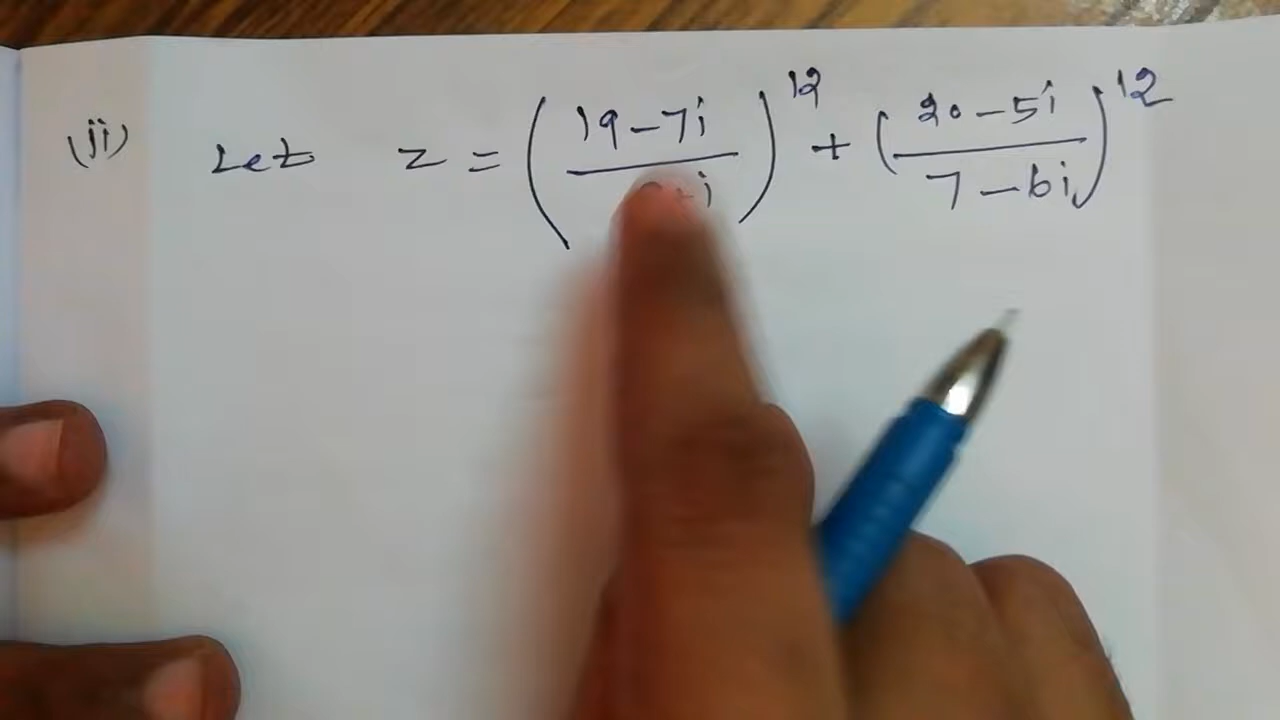 (ii) Let z = (19-7i / i)^12 + (20-5i / 7-6i)^12